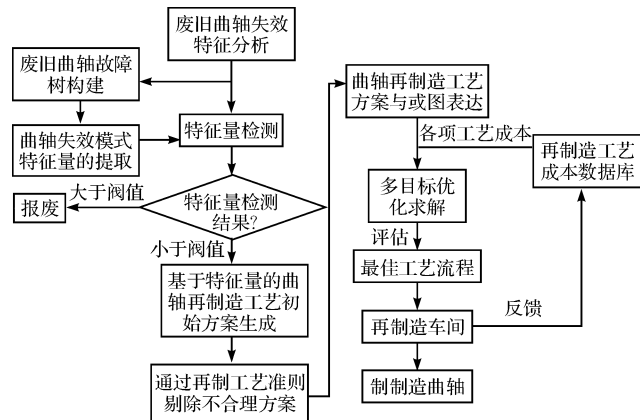 废旧曲轴失效
特征分析
废旧曲轴故障
树构建
曲轴失效模式
特征量的提取
特征量检测
大于阀值
报废
特征量检测
结果?
小于阀值
基于特征量的曲
轴再制造工艺初
始方案生成
通过再制工艺准则
剔除不合理方案
曲轴再制造工艺
方案与或图表达
各项工艺成本
再制造工艺
成本数据库
多目标优
化求解
评估
最佳工艺流程
反馈
再制造车间
制制造曲轴